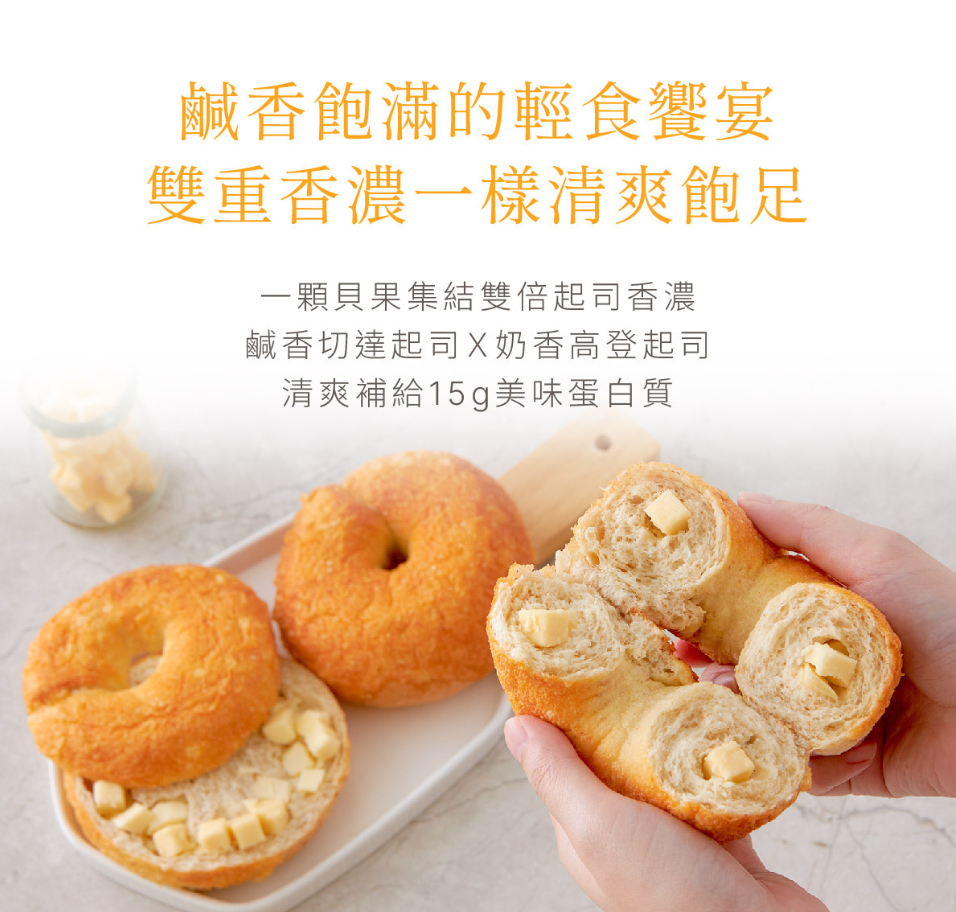 鹹香飽滿的輕食饗宴
雙重香濃一樣清爽飽足
一顆貝果集結雙倍起司香濃
鹹香切達起司X奶香高登起司
清爽補給15g美味蛋白質